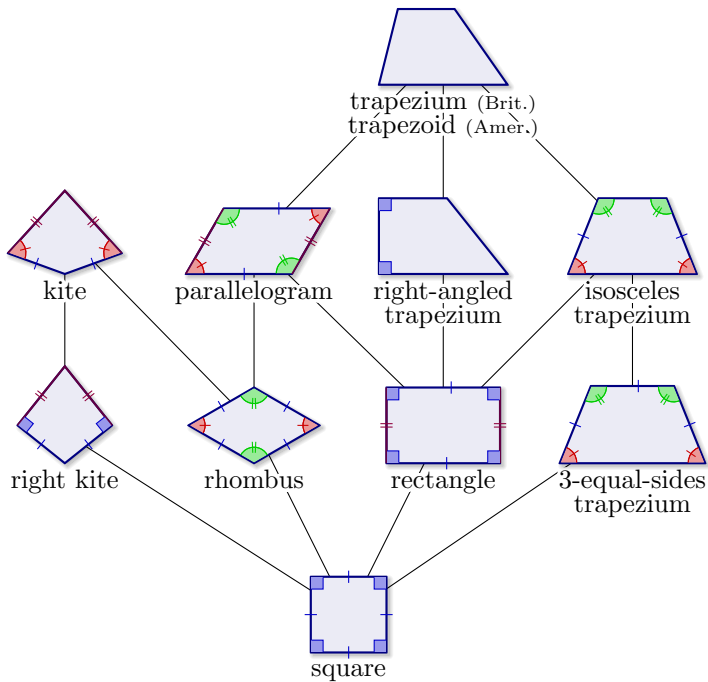 trapezium (Brit.)
trapezoid (Amer.)
kite
parallelogram
right-angled
trapezium
isosceles
trapezium
right kite
rhombus
rectangle
3-equal-sides
trapezium
square